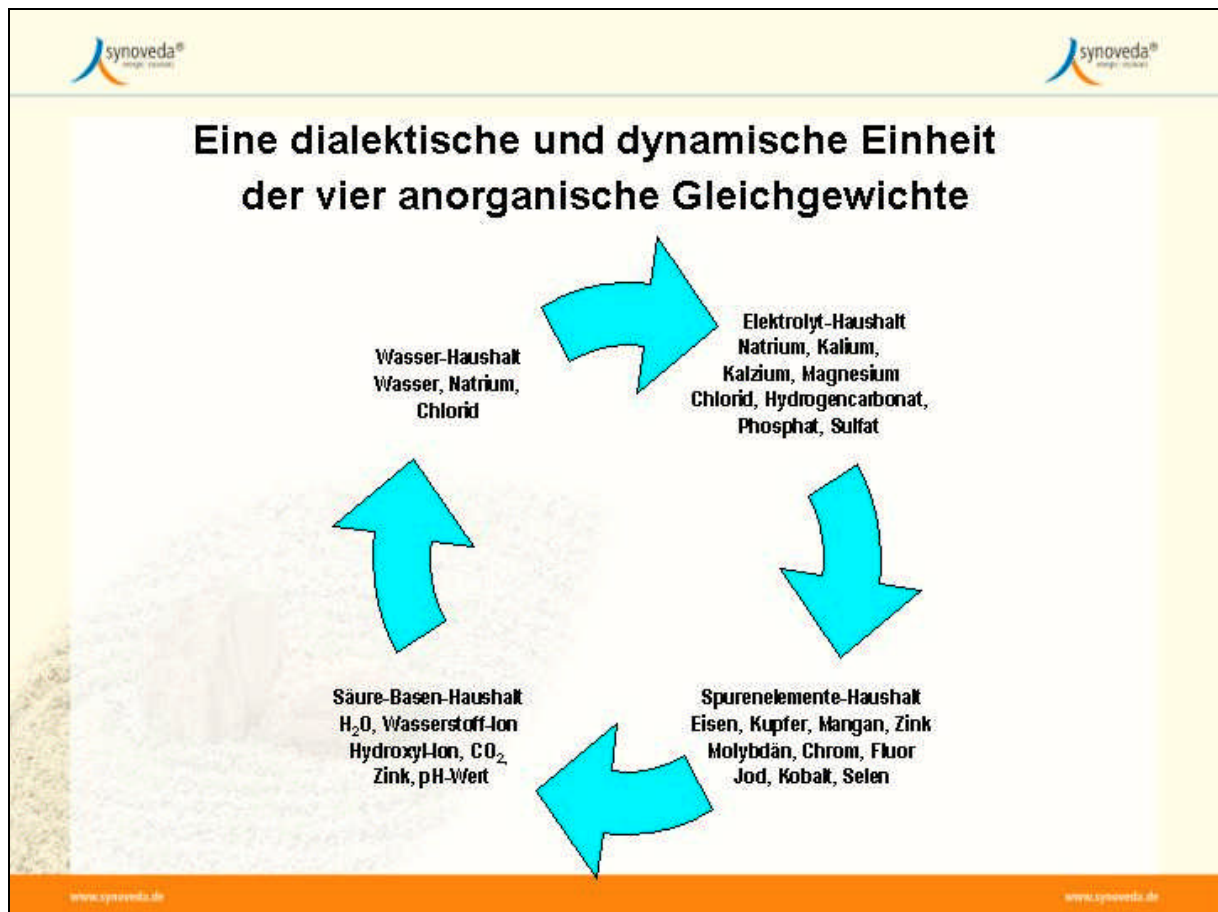 synoveda®
synoveda®
Eine dialektische und dynamische Einheit
der vier anorganische Gleichgewichte
Wasser-Haushalt
Wasser, Natrium,
Chlorid
Elektrolyt-Haushalt
Natrium, Kalium,
Kalzium, Magnesium
Chlorid, Hydrogencarbonat,
Phosphat, Sulfat
Säure-Basen-Haushalt
H₂O, Wasserstoff-Ion
Hydroxyl-Ion, CO₂,
Zink, pH-Wert
Spurenelemente-Haushalt
Eisen, Kupfer, Mangan, Zink
Molybdän, Chrom, Fluor
Jod, Kobalt, Selen
www.synoveda.de
www.synoveda.de